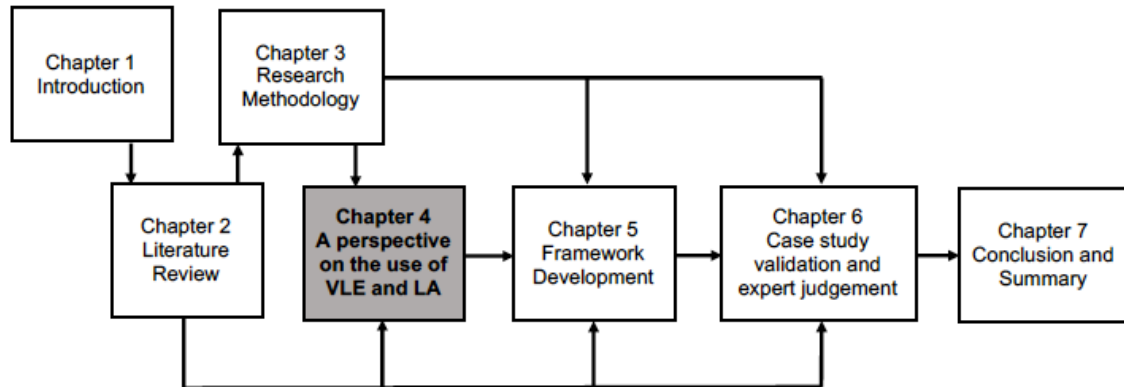 Chapter 1
Introduction
Chapter 2
Literature
Review
Chapter 3
Research
Methodology
Chapter 4
A perspective
on the use of
VLE and LA
Chapter 5
Framework
Development
Chapter 6
Case study
validation and
expert judgement
Chapter 7
Conclusion and
Summary